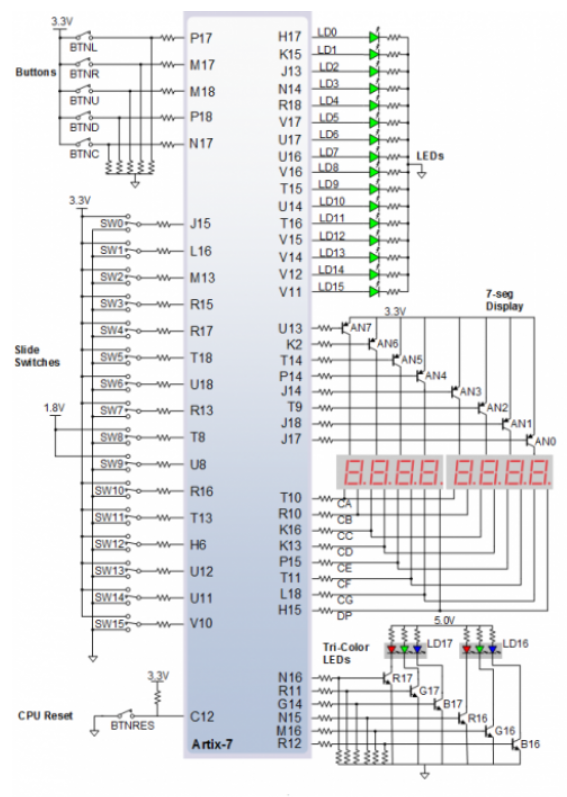 3.3V
BTNL
BTNR
BTNU
BTND
BTNC
Buttons
P17
M17
M18
P18
N17
3.3V
SW0
SW1
SW2
SW3
SW4
SW5
SW6
SW7
1.8V
SW8
SW9
SW10
SW11
SW12
SW13
SW14
SW15
Slide
Switches
J15
L16
M13
R15
R17
T18
U18
R13
T8
U8
R16
T13
H6
U12
U11
V10
3.3V
CPU Reset
BTNRES
C12
Artix-7
H17 LD0
K15 LD1
J13 LD2
N14 LD3
R18 LD4
V17 LD5
U17 LD6
U16 LD7
V16 LD8
T15 LD9
U14 LD10
T16 LD11
V15 LD12
V14 LD13
V12 LD14
V11 LD15
LEDs
7-seg
Display
3.3V
U13 AN7
K2 AN6
T14 AN5
P14 AN4
J14 AN3
T9 AN2
J18 AN1
J17 AN0
8.8.8.8. 8.8.8.8.
T10 CA
R10 CB
K16 CC
K13 CD
P15 CE
T11 CF
L18 CG
H15 DP
5.0V
Tri-Color
LEDs
LD17 LD16
N16 R17
R11 G17
G14 B17
N15 R16
M16 G16
R12 B16